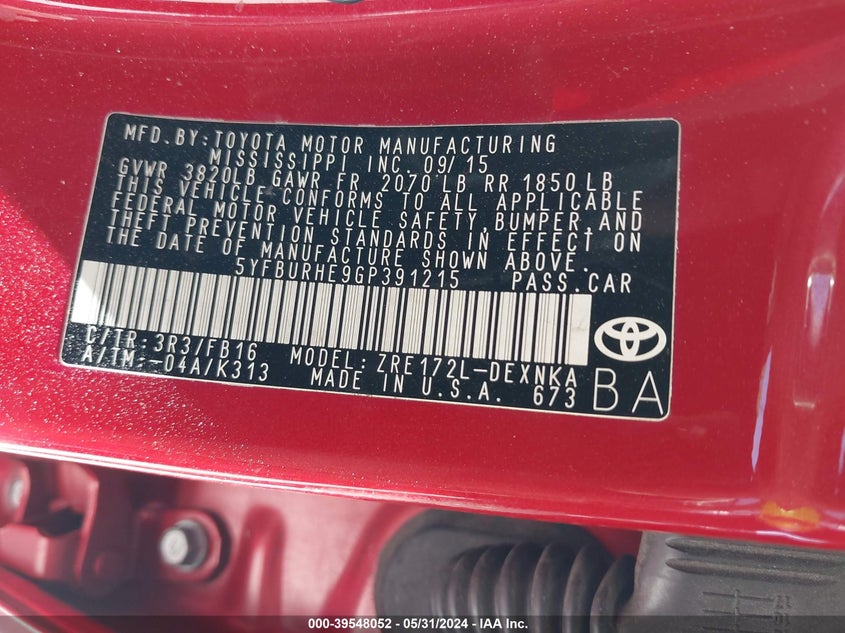 MFD. BY: TOYOTA MOTOR MANUFACTURING
MISSISSIPPI INC. 09/15
GVWR 3820LB GAWR FR 2070LB RR 1850LB
THIS VEHICLE CONFORMS TO ALL APPLICABLE
FEDERAL MOTOR VEHICLE SAFETY, BUMPER, AND
THEFT PREVENTION STANDARDS IN EFFECT ON
THE DATE OF MANUFACTURE SHOWN ABOVE.
5YFBURHE9GP391215 PASS. CAR
C/TR: 3R3/FB16 MODEL: ZRE172L-DEXNKA
A/TM: -04A/K313 MADE IN U.S.A. 673
BA
000-39548052 - 05/31/2024 - IAA Inc.